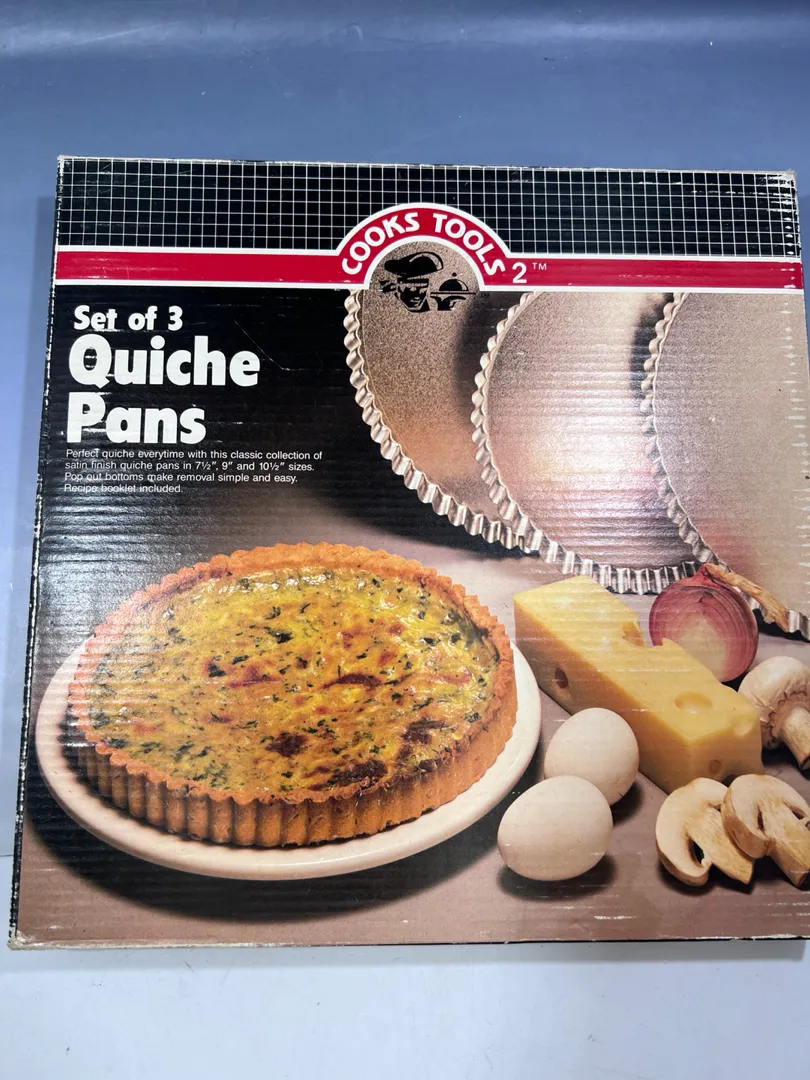 COOKS TOOLS 2™
Set of 3
Quiche
Pans
Perfect quiche everytime with this classic collection of
satin finish quiche pans in 7½", 9" and 10½" sizes.
Pop out bottoms make removal simple and easy.
Recipe booklet included.